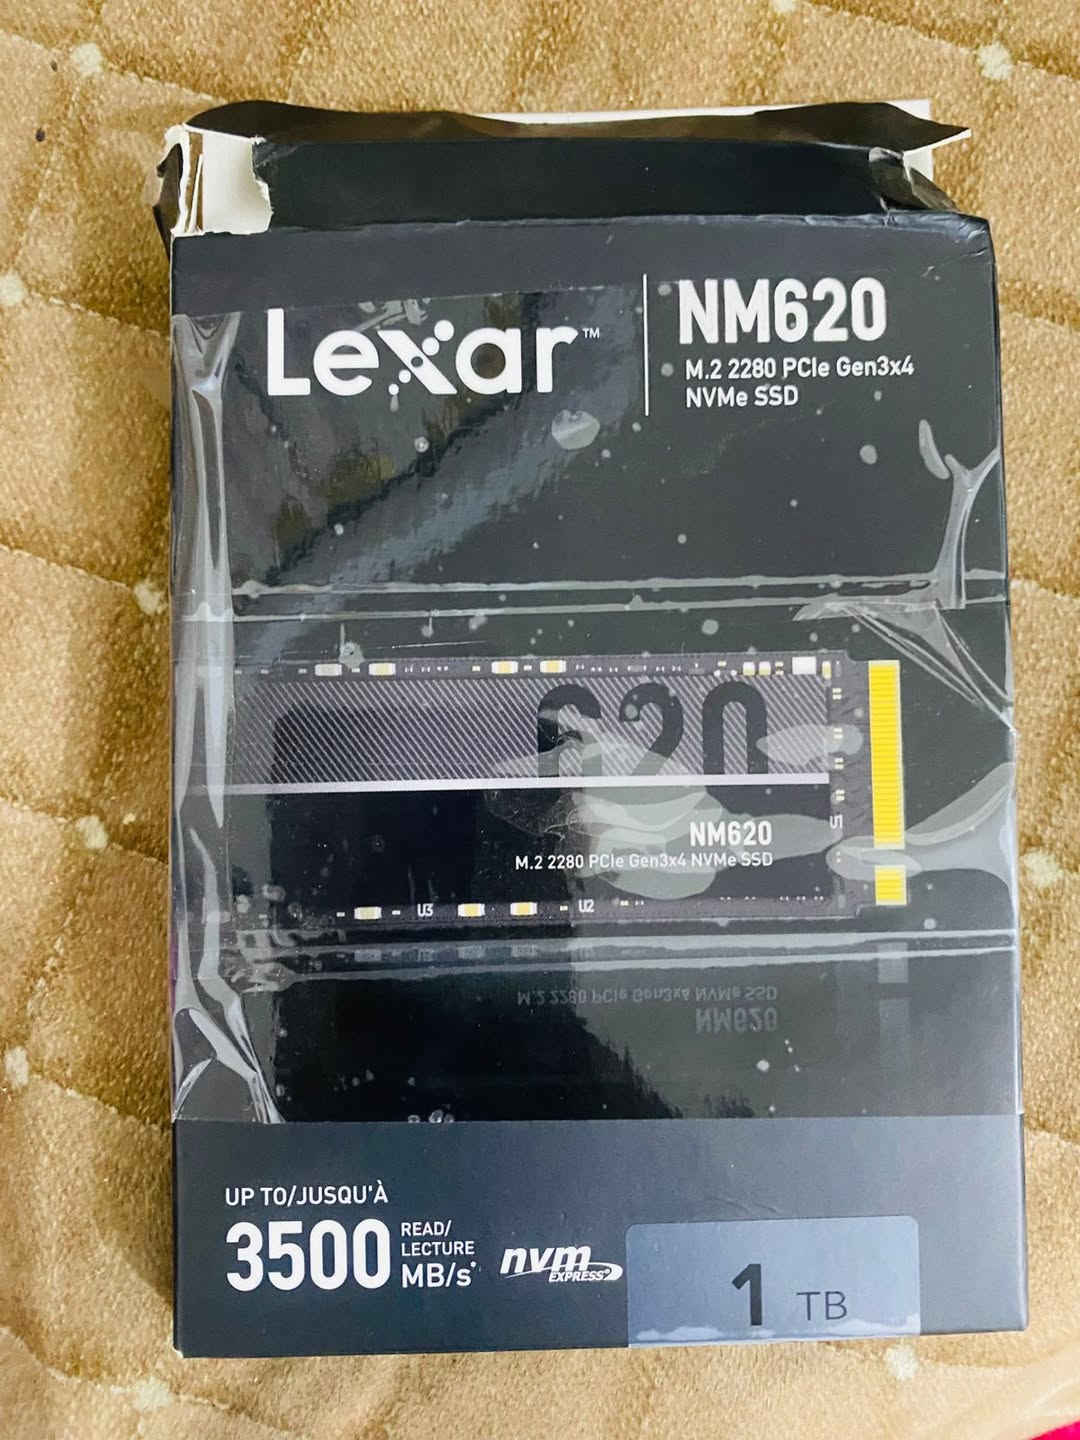 Lexar™
NM620
M.2 2280 PCIe Gen3x4
NVMe SSD
620
NM620
M.2 2280 PCIe Gen3x4 NVMe SSD
U3
U2
M.2 2280 PCIe Gen3x4 NVMe SSD
NM620
UP TO/JUSQU'À
3500
READ/
LECTURE
MB/s*
nvm
EXPRESS
1 TB